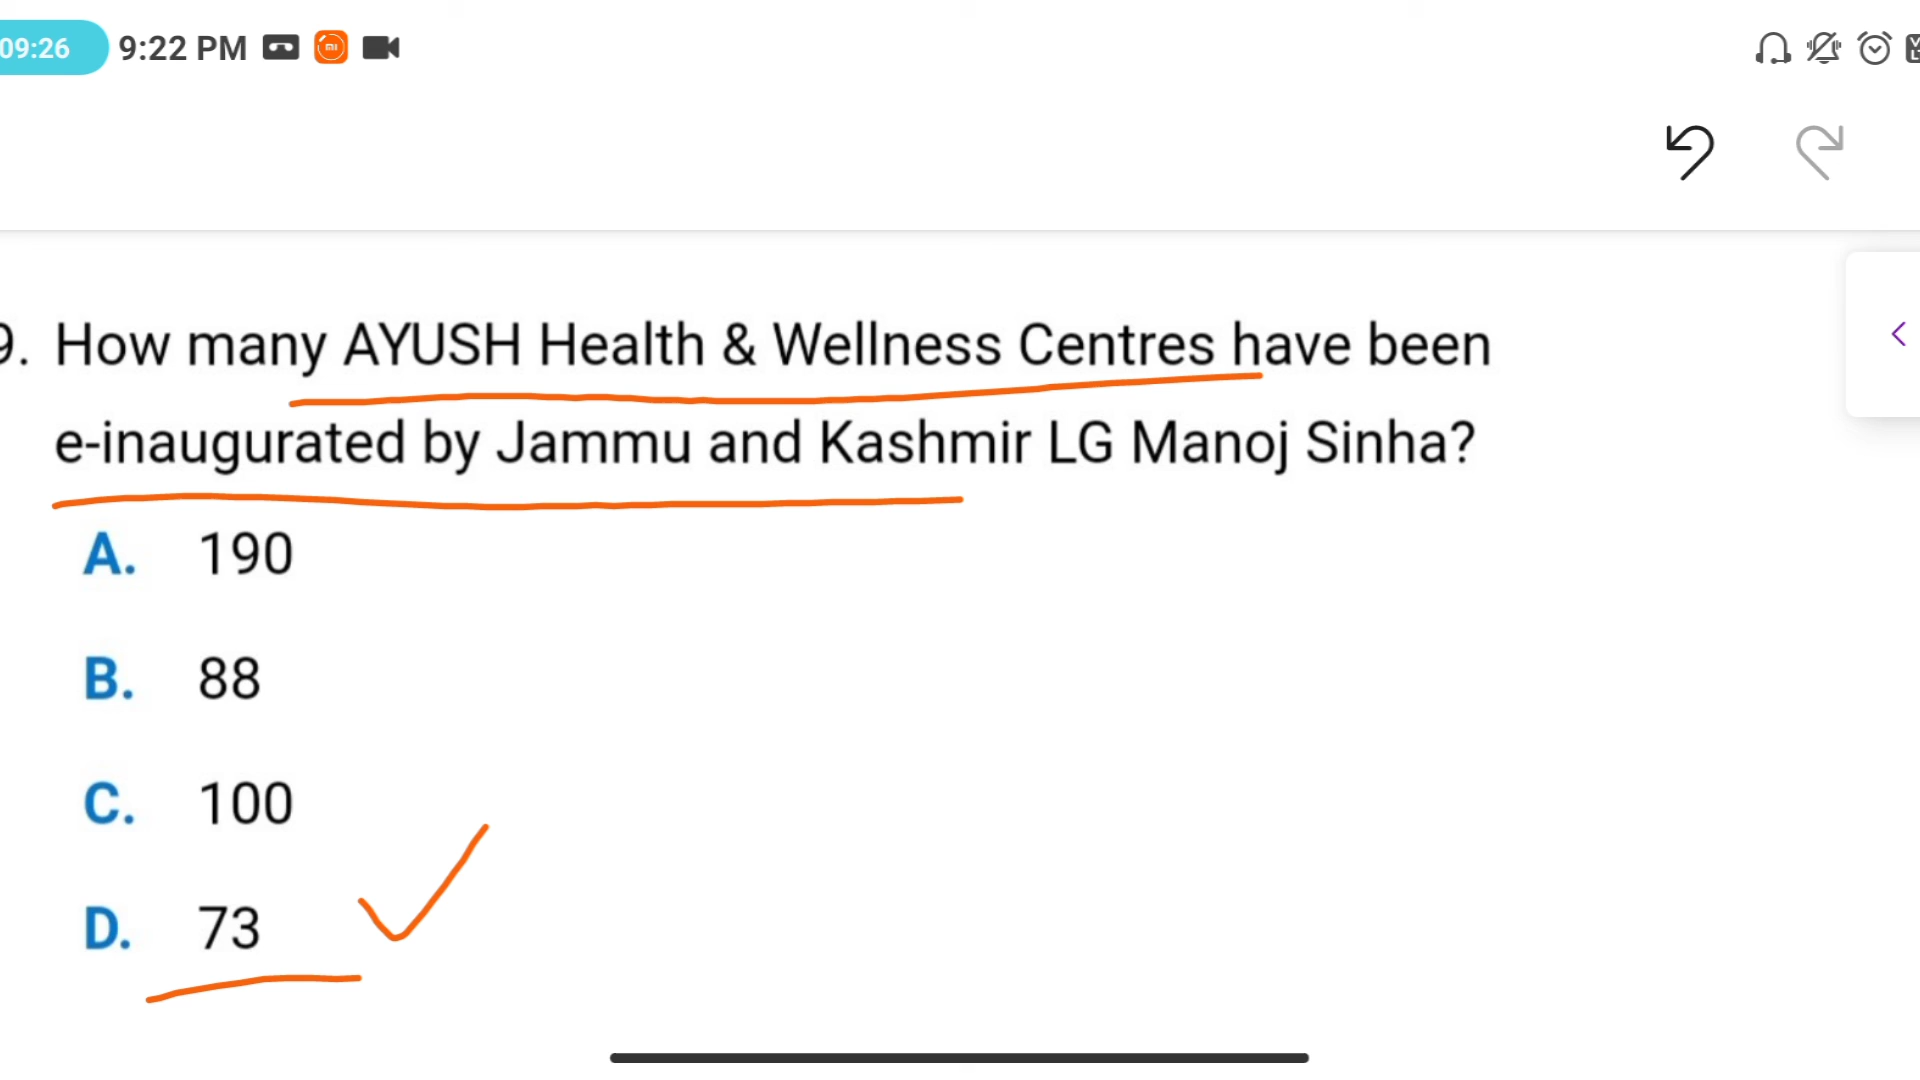 09:26 9:22 PM
9. How many AYUSH Health & Wellness Centres have been
e-inaugurated by Jammu and Kashmir LG Manoj Sinha?
A. 190
B. 88
C. 100
D. 73